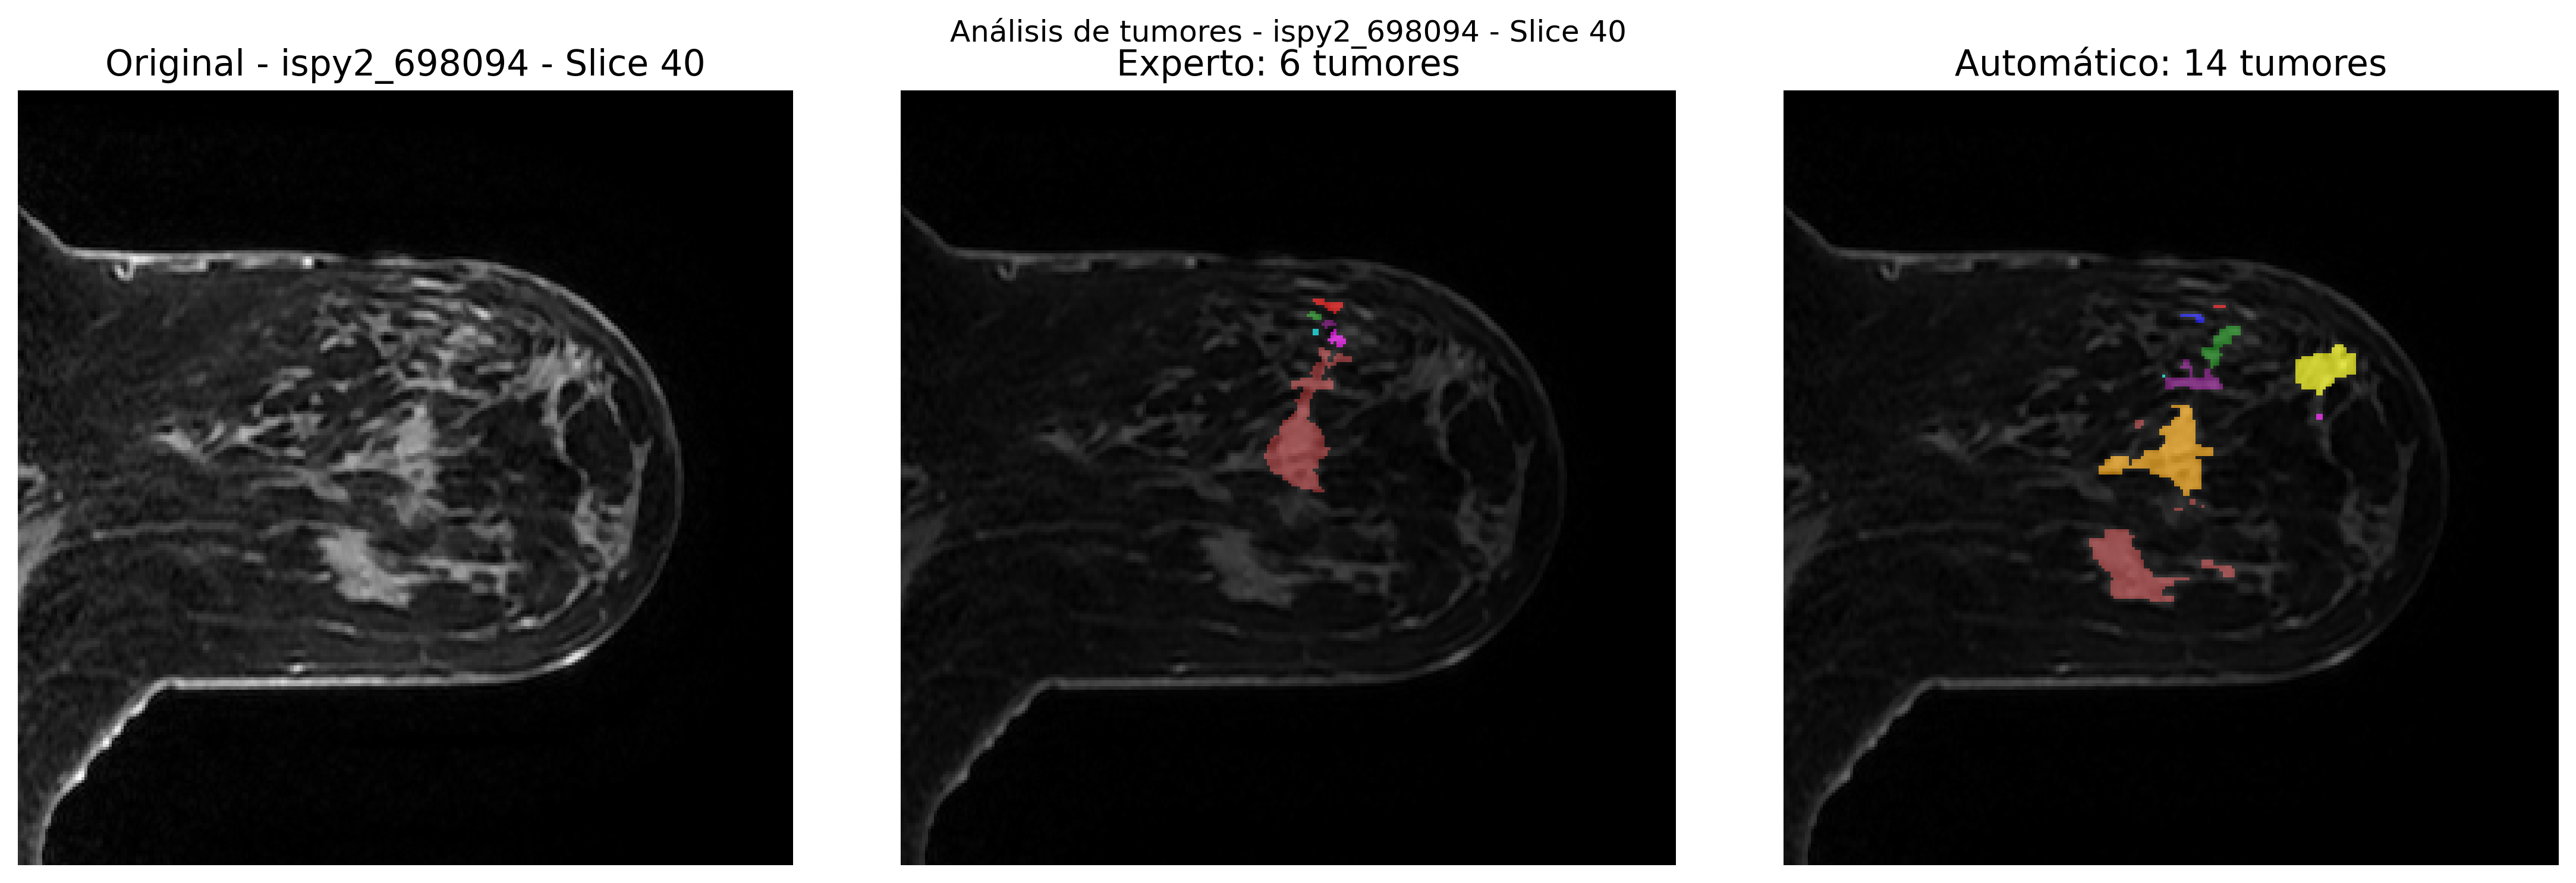 Análisis de tumores - ispy2_698094 - Slice 40
Original - ispy2_698094 - Slice 40
Experto: 6 tumores
Automático: 14 tumores